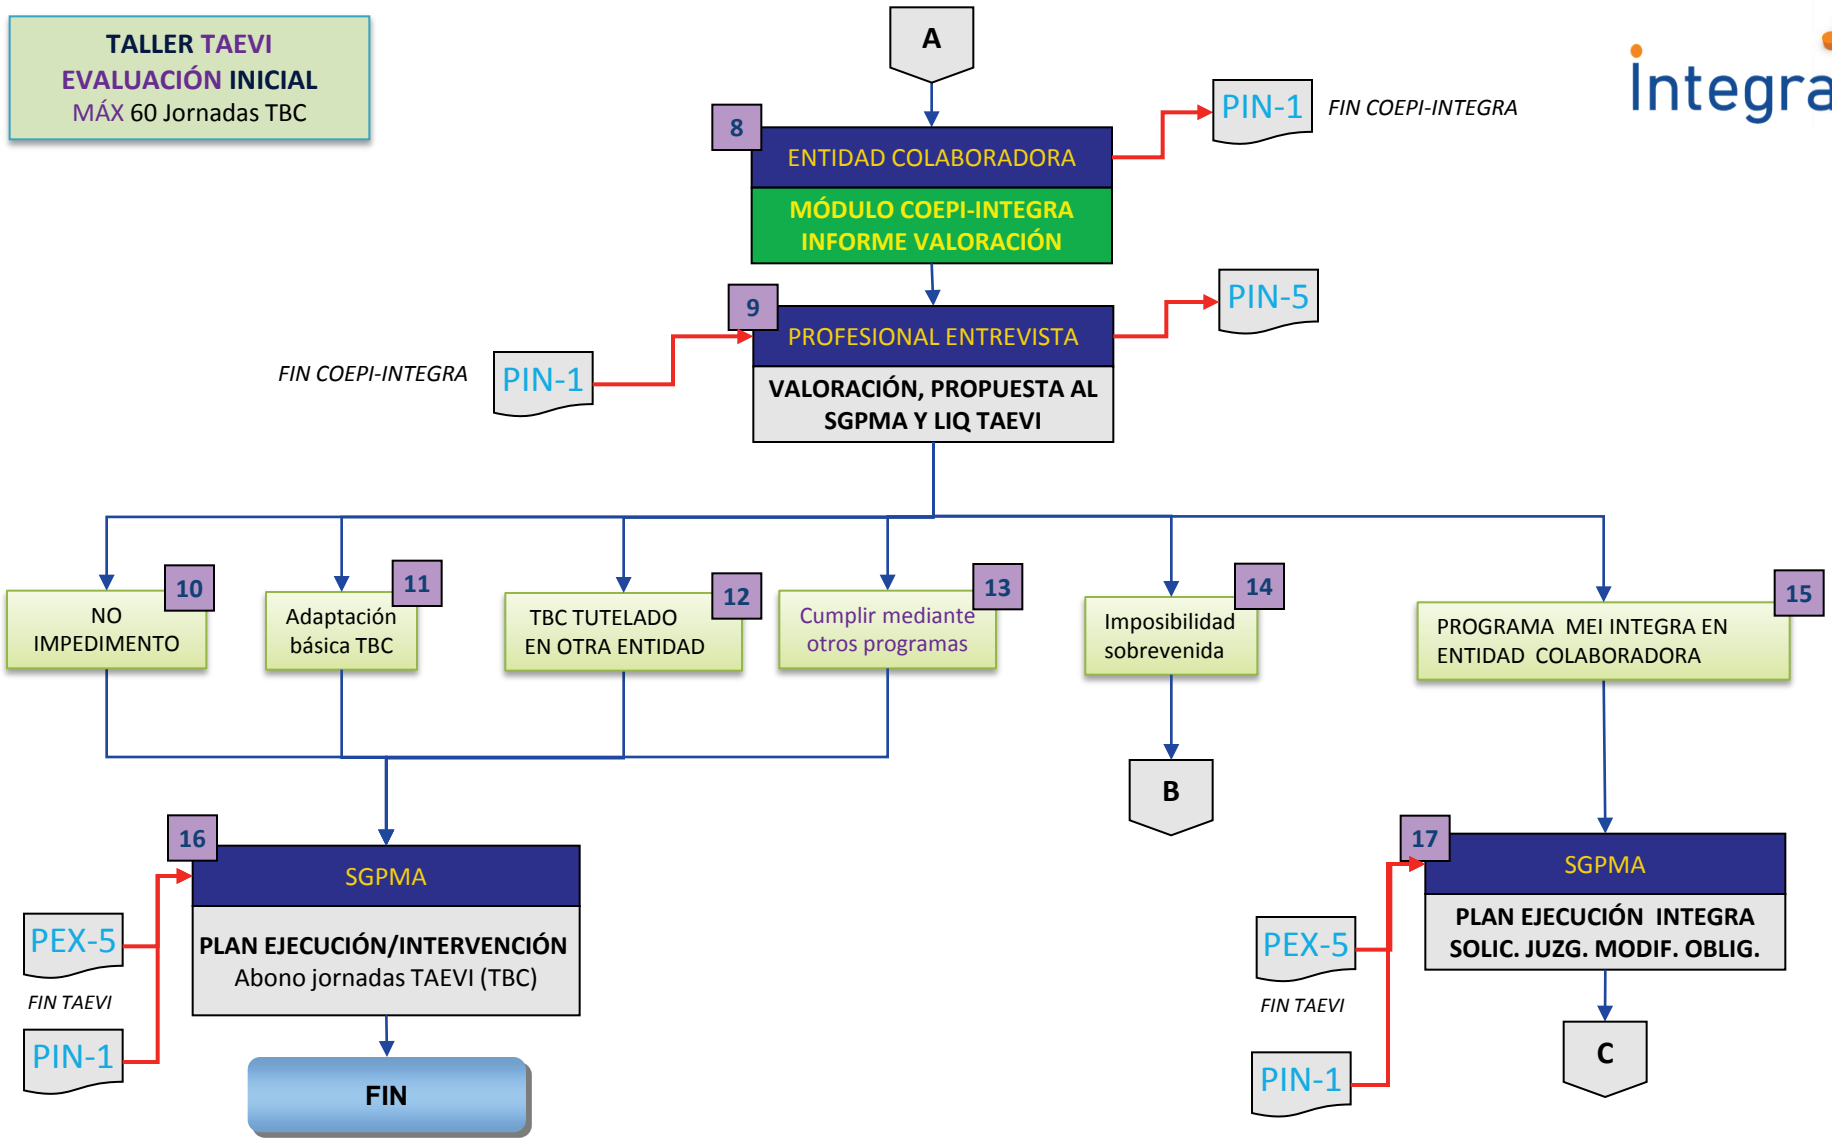 TALLER TAEVI
EVALUACIÓN INICIAL
MÁX 60 Jornadas TBC
A
integra
PIN-1
FIN COEPI-INTEGRA
8
ENTIDAD COLABORADORA
MÓDULO COEPI-INTEGRA
INFORME VALORACIÓN
PIN-5
9
PROFESIONAL ENTREVISTA
FIN COEPI-INTEGRA
PIN-1
VALORACIÓN, PROPUESTA AL
SGPMA Y LIQ TAEVI
10
NO
IMPEDIMENTO
11
Adaptación
básica TBC
12
TBC TUTELADO
EN OTRA ENTIDAD
13
Cumplir mediante
otros programas
14
Imposibilidad
sobrevenida
15
PROGRAMA MEI INTEGRA EN
ENTIDAD COLABORADORA
B
16
SGPMA
PLAN EJECUCIÓN/INTERVENCIÓN
Abono jornadas TAEVI (TBC)
PEX-5
FIN TAEVI
PIN-1
FIN
17
SGPMA
PLAN EJECUCIÓN INTEGRA
SOLIC. JUZG. MODIF. OBLIG.
PEX-5
FIN TAEVI
PIN-1
C